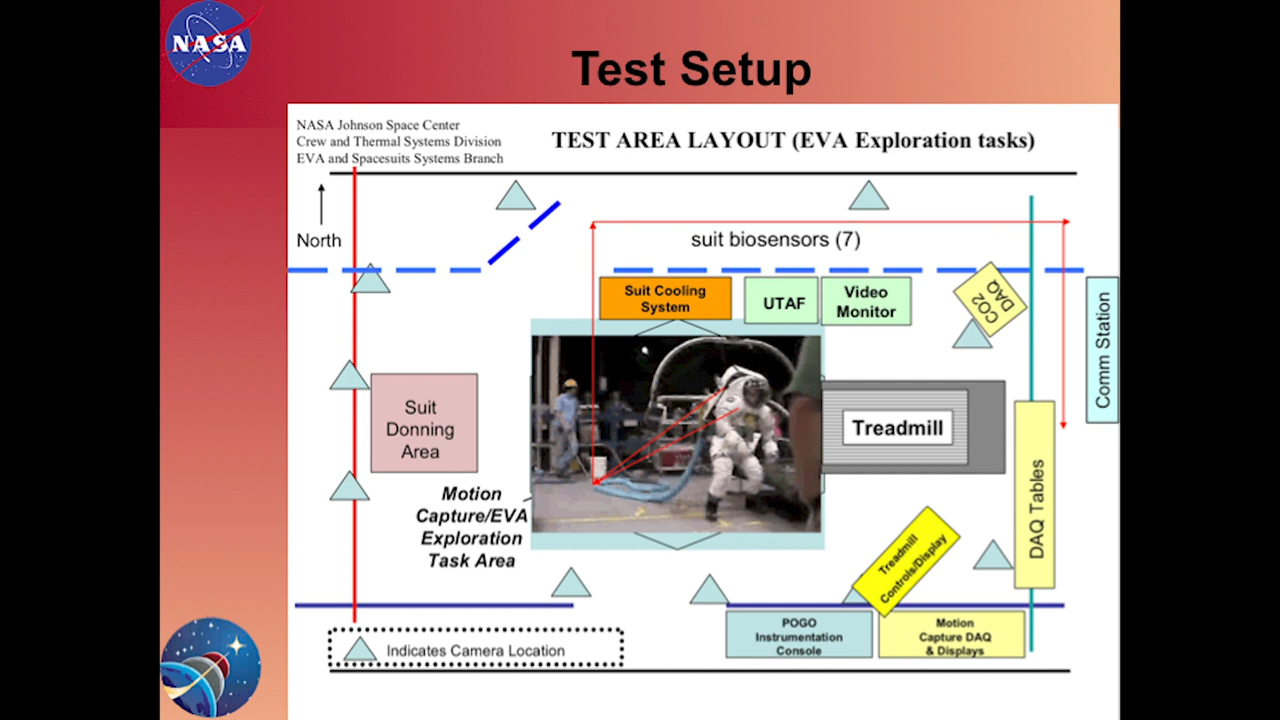 NASA
Test Setup
NASA Johnson Space Center
Crew and Thermal Systems Division
EVA and Spacesuits Systems Branch
TEST AREA LAYOUT (EVA Exploration tasks)
North
suit biosensors (7)
Suit Cooling
System
UTAF
Video
Monitor
CO2
DAQ
Comm Station
Suit
Donning
Area
Treadmill
Motion
Capture/EVA
Exploration
Task Area
DAQ Tables
Treadmill
Controls/Display
POGO
Instrumentation
Console
Motion
Capture DAQ
& Displays
Indicates Camera Location